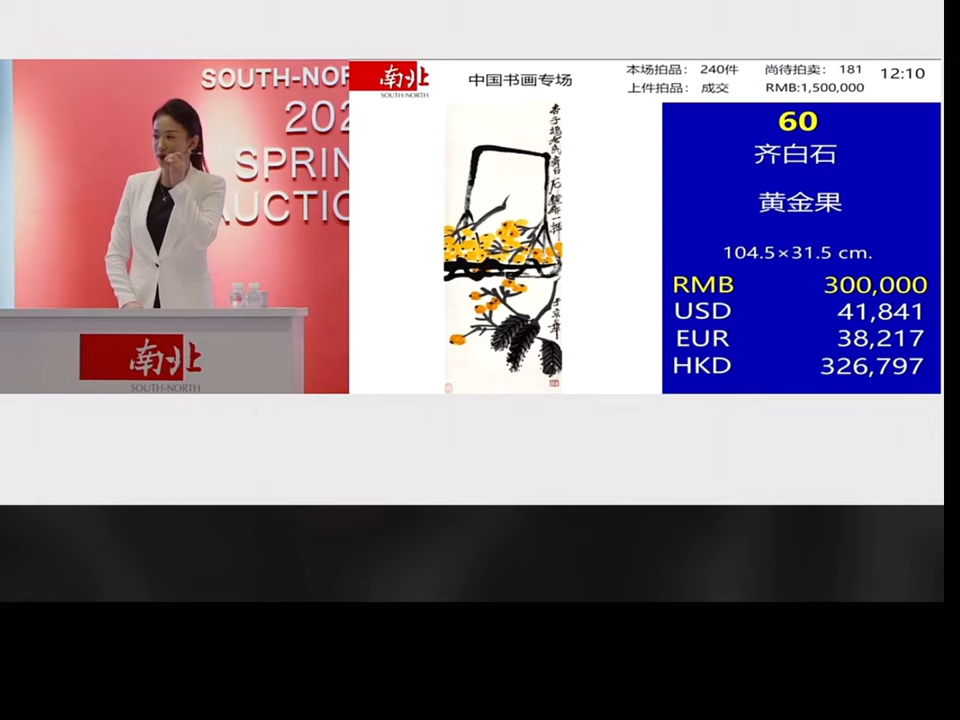 SOUTH-NOR
202
SPRIN
AUCTIO
南北
SOUTH-NORTH
南北
SOUTH-NORTH
中国书画专场
本场拍品： 240件 尚待拍卖： 181
上件拍品： 成交 RMB:1,500,000
12:10
60
齐白石
黄金果
104.5×31.5 cm.
RMB 300,000
USD 41,841
EUR 38,217
HKD 326,797